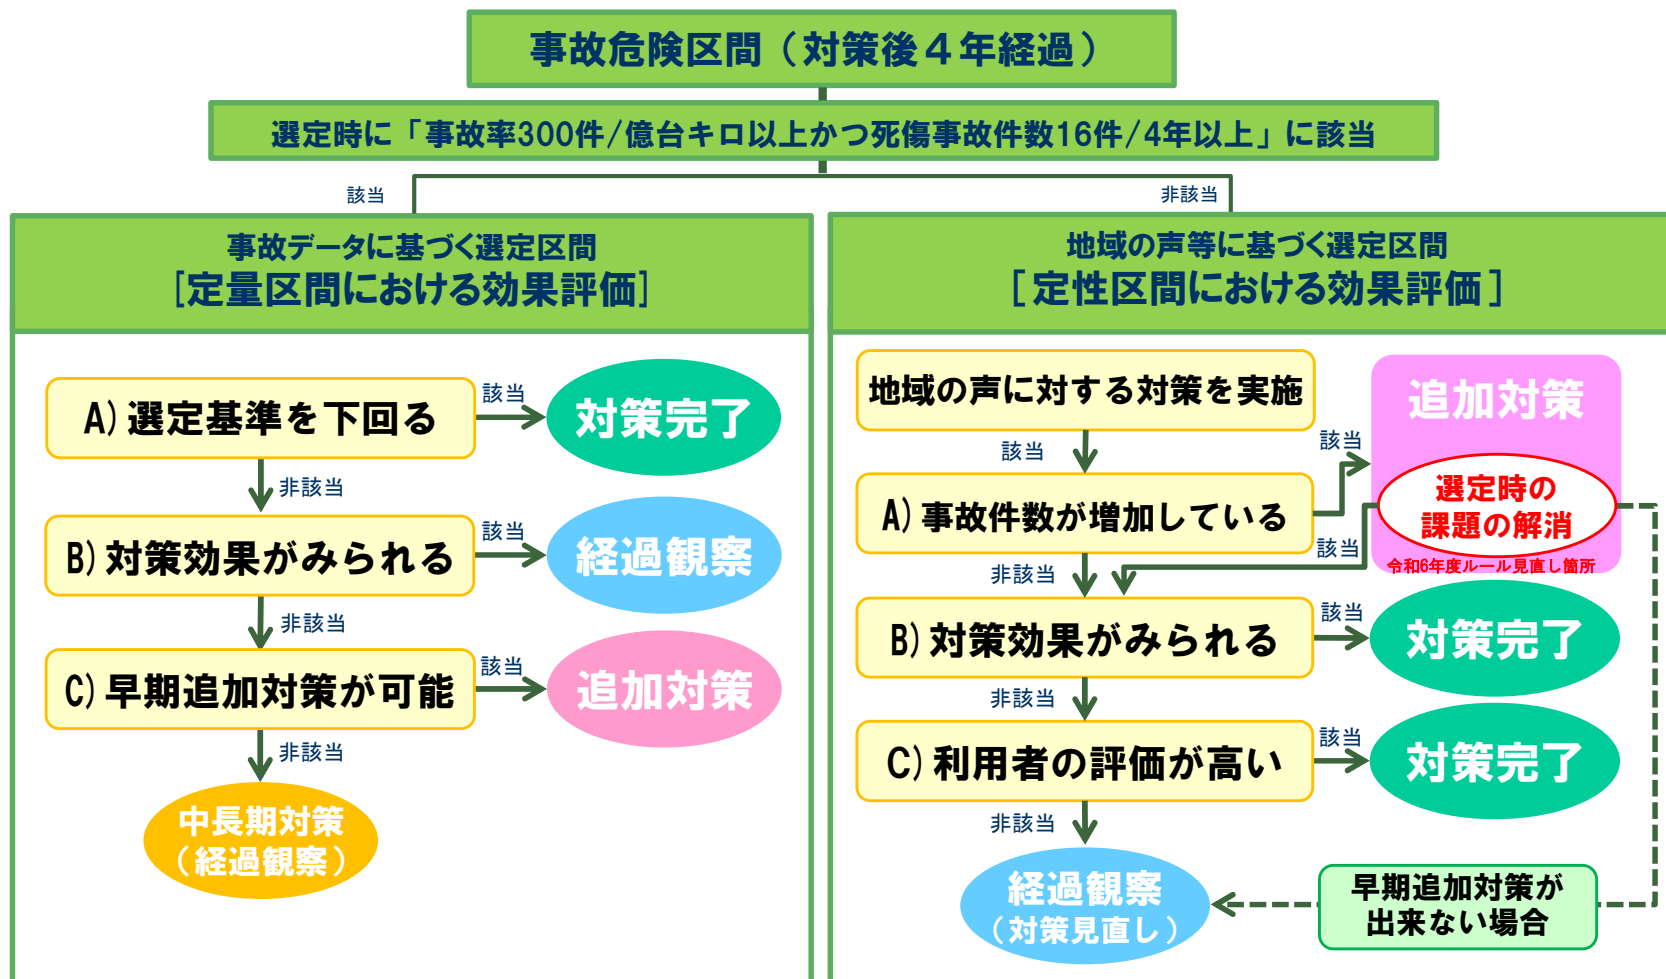 事故危険区間（対策後４年経過）
選定時に「事故率300件/億台キロ以上かつ死傷事故件数16件/4年以上」に該当
該当
非該当
事故データに基づく選定区間
[定量区間における効果評価]
A)選定基準を下回る
該当
対策完了
非該当
B)対策効果がみられる
該当
経過観察
非該当
C)早期追加対策が可能
該当
追加対策
非該当
中長期対策
（経過観察）
地域の声等に基づく選定区間
[定性区間における効果評価]
地域の声に対する対策を実施
該当
A)事故件数が増加している
該当
追加対策
選定時の
課題の解消
令和6年度ルール見直し箇所
該当
非該当
B)対策効果がみられる
該当
対策完了
非該当
C)利用者の評価が高い
該当
対策完了
非該当
経過観察
（対策見直し）
早期追加対策が
出来ない場合